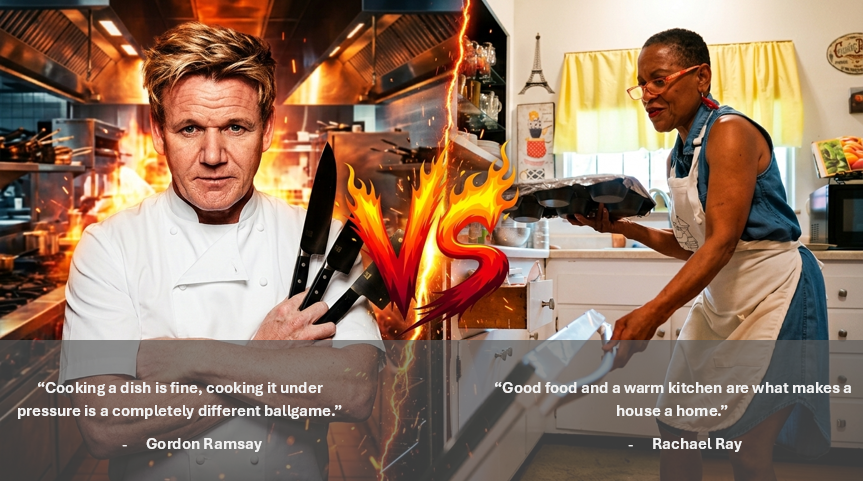 VS
“Cooking a dish is fine, cooking it under
pressure is a completely different ballgame.”
- Gordon Ramsay
“Good food and a warm kitchen are what makes a
house a home.”
- Rachael Ray